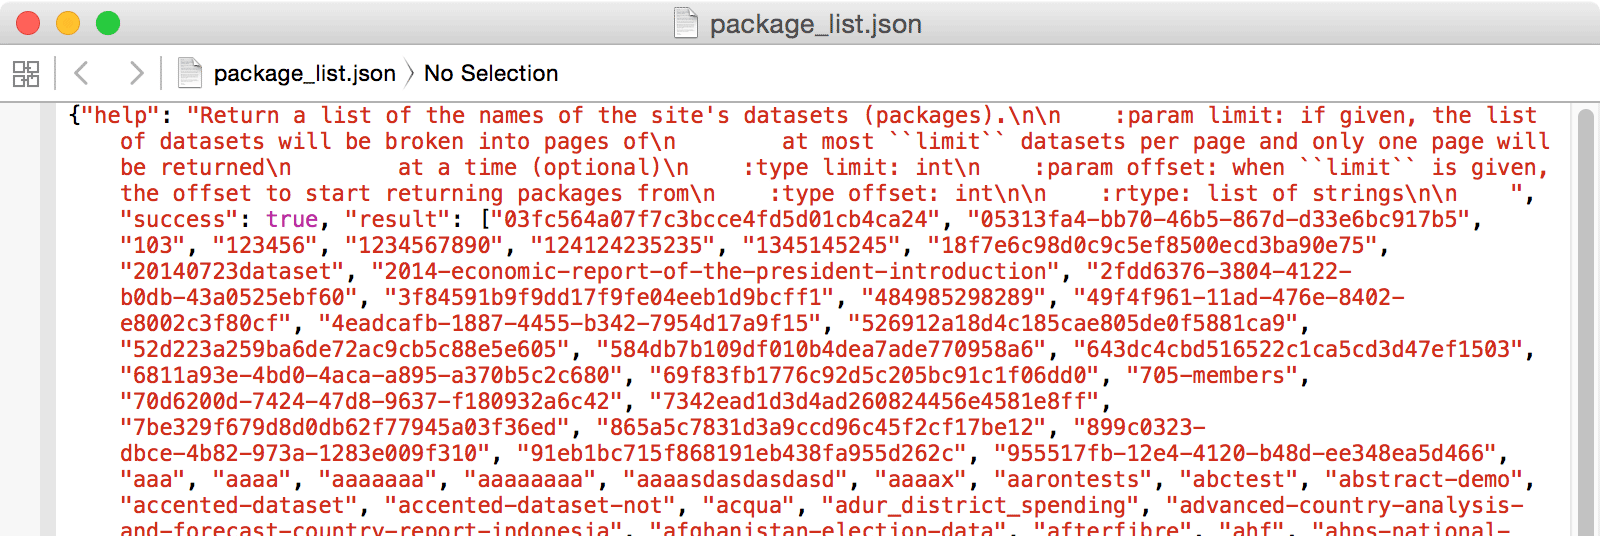 package_list.json
package_list.json 〉 No Selection
{"help": "Return a list of the names of the site's datasets (packages).\n\n    :param limit: if given, the list
of datasets will be broken into pages of\n        at most ``limit`` datasets per page and only one page will
be returned\n        at a time (optional)\n    :type limit: int\n    :param offset: when ``limit`` is given,
the offset to start returning packages from\n    :type offset: int\n\n    :rtype: list of strings\n\n    ",
"success": true, "result": ["03fc564a07f7c3bcce4fd5d01cb4ca24", "05313fa4-bb70-46b5-867d-d33e6bc917b5",
"103", "123456", "1234567890", "124124235235", "1345145245", "18f7e6c98d0c9c5ef8500ecd3ba90e75",
"20140723dataset", "2014-economic-report-of-the-president-introduction", "2fdd6376-3804-4122-
b0db-43a0525ebf60", "3f84591b9f9dd17f9fe04eeb1d9bcff1", "484985298289", "49f4f961-11ad-476e-8402-
e8002c3f80cf", "4eadcafb-1887-4455-b342-7954d17a9f15", "526912a18d4c185cae805de0f5881ca9",
"52d223a259ba6de72ac9cb5c88e5e605", "584db7b109df010b4dea7ade770958a6", "643dc4cbd516522c1ca5cd3d47ef1503",
"6811a93e-4bd0-4aca-a895-a370b5c2c680", "69f83fb1776c92d5c205bc91c1f06dd0", "705-members",
"70d6200d-7424-47d8-9637-f180932a6c42", "7342ead1d3d4ad260824456e4581e8ff",
"7be329f679d8d0db62f77945a03f36ed", "865a5c7831d3a9ccd96c45f2cf17be12", "899c0323-
dbce-4b82-973a-1283e009f310", "91eb1bc715f868191eb438fa955d262c", "955517fb-12e4-4120-b48d-ee348ea5d466",
"aaa", "aaaa", "aaaaaaa", "aaaaaaaa", "aaaasdasdasdasd", "aaaax", "aarontests", "abctest", "abstract-demo",
"accented-dataset", "accented-dataset-not", "acqua", "adur_district_spending", "advanced-country-analysis-
and-forecast-country-report-indonesia", "afghanistan-election-data", "afterfibre", "ahf", "ahps-national-